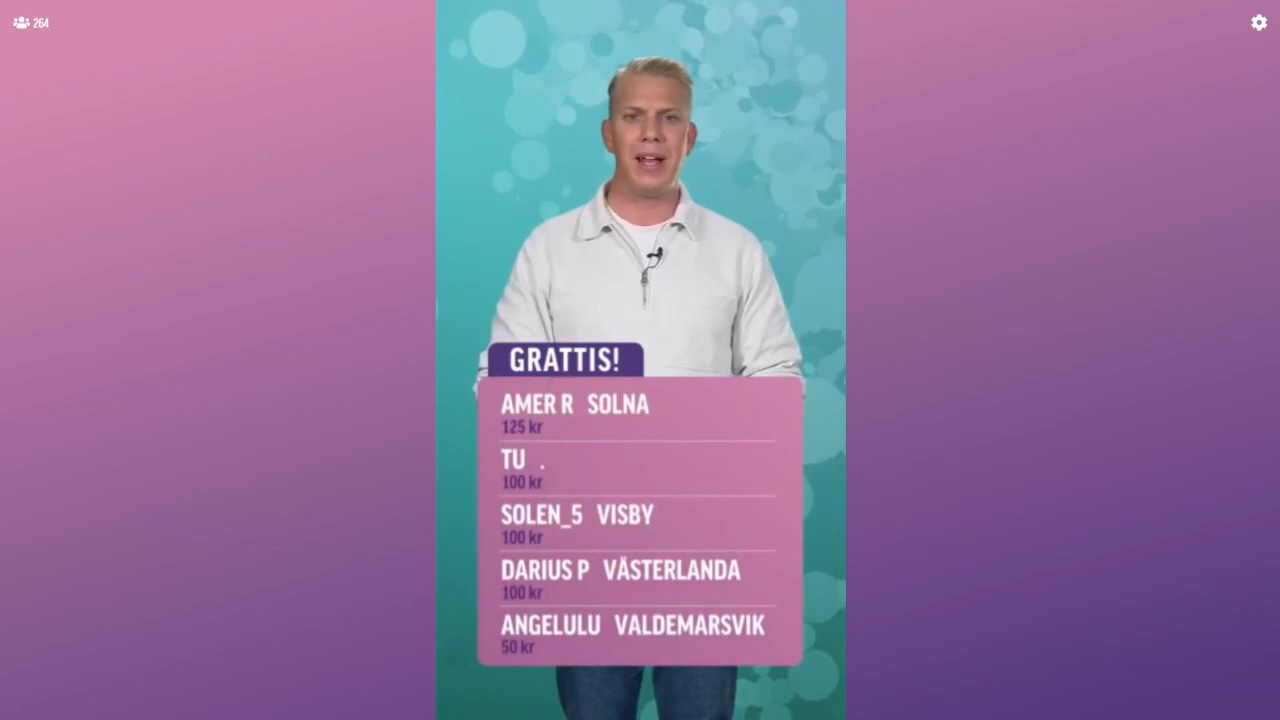 264
GRATTIS!
AMER R SOLNA
125 kr
TU .
100 kr
SOLEN_5 VISBY
100 kr
DARIUS P VÄSTERLANDA
100 kr
ANGELULU VALDEMARSVIK
50 kr